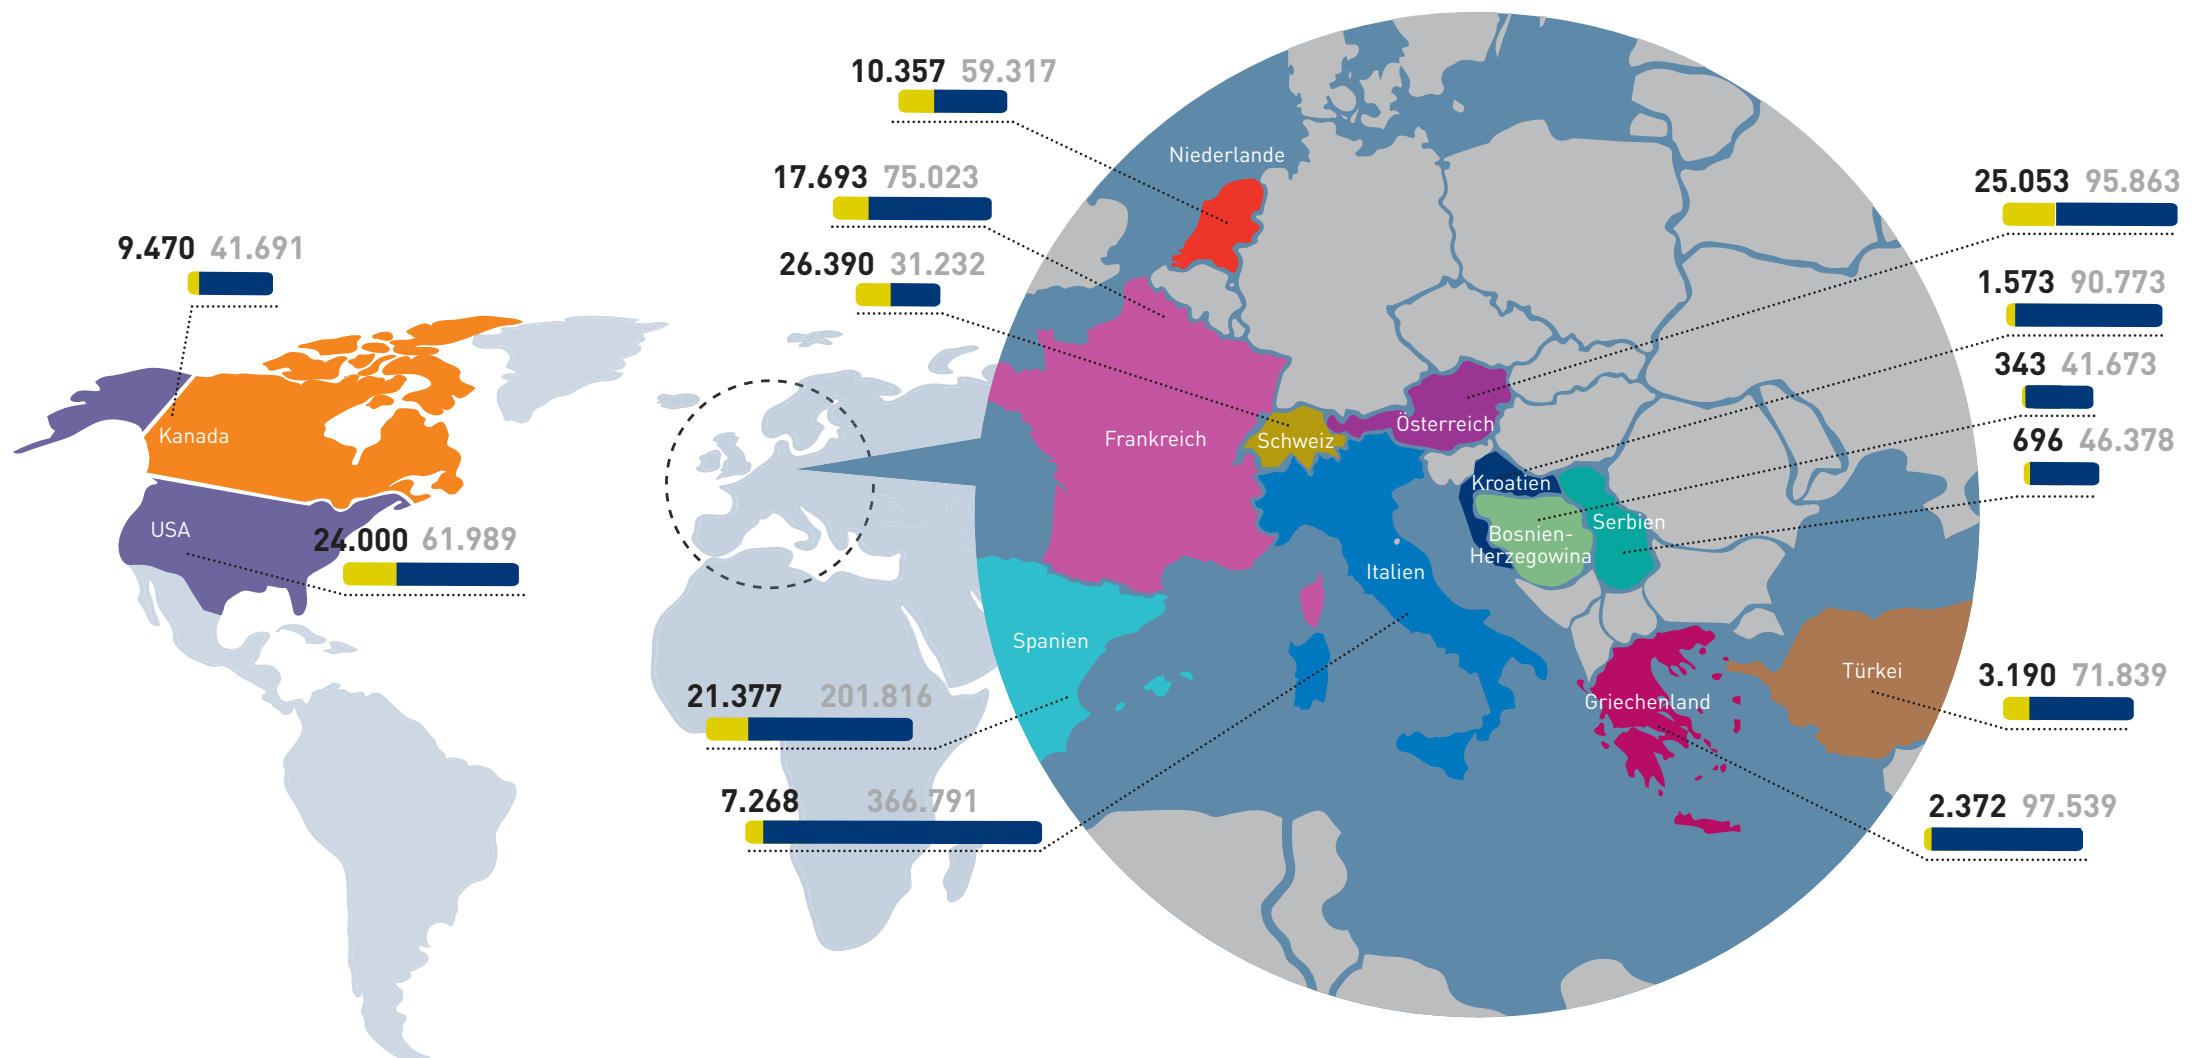 10.357 59.317
Niederlande
17.693 75.023
25.053 95.863
9.470 41.691
26.390 31.232
1.573 90.773
343 41.673
Kanada
Frankreich
Schweiz
Österreich
696 46.378
Kroatien
USA
24.000 61.989
Serbien
Bosnien-
Herzegowina
Italien
Spanien
Türkei
3.190 71.839
21.377 201.816
Griechenland
7.268 366.791
2.372 97.539